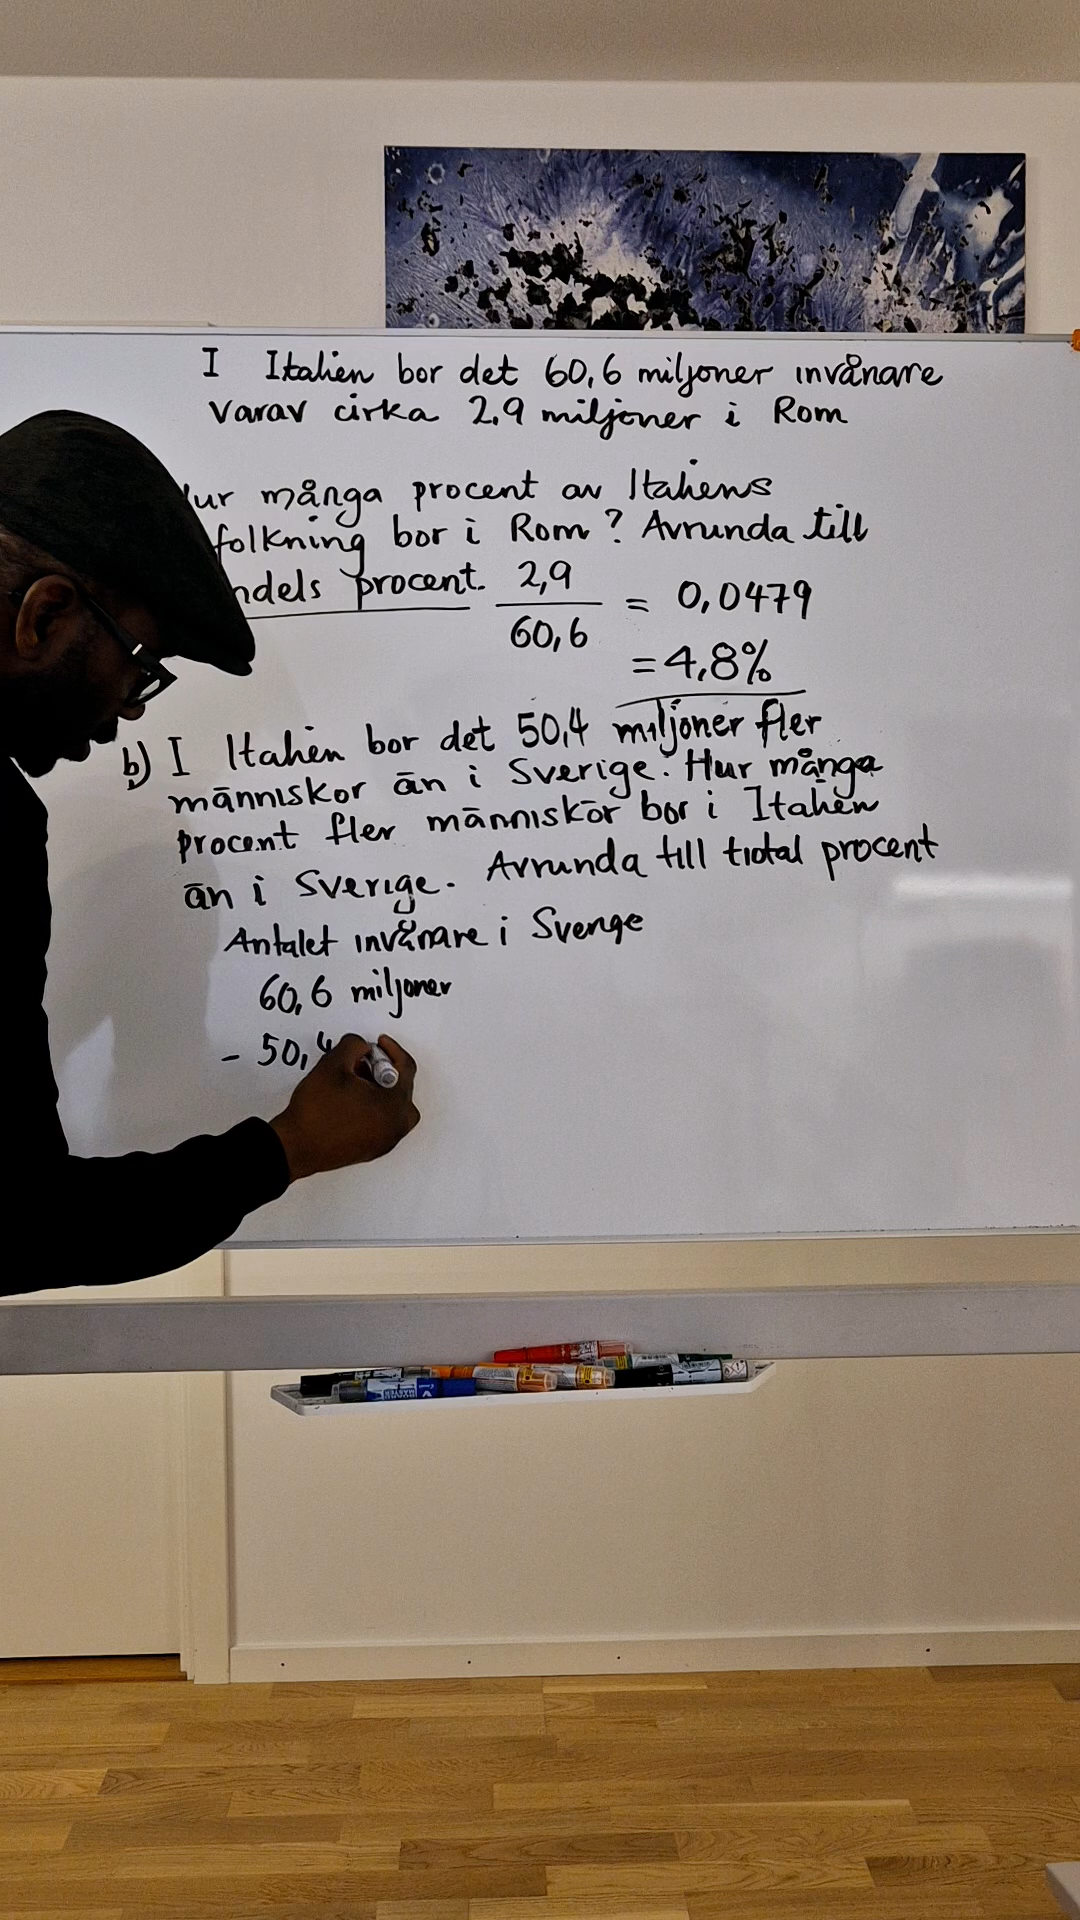 I Italien bor det 60,6 miljoner invånare
varav cirka 2,9 miljoner i Rom
ur många procent av Italiens
folkning bor i Rom? Avrunda till
ndels procent. 2,9 / 60,6 = 0,0479
= 4,8%
b) I Italien bor det 50,4 miljoner fler
människor än i Sverige. Hur många
procent fler människor bor i Italien
än i Sverige. Avrunda till tiotal procent
Antalet invånare i Sverige
60,6 miljoner
- 50,4